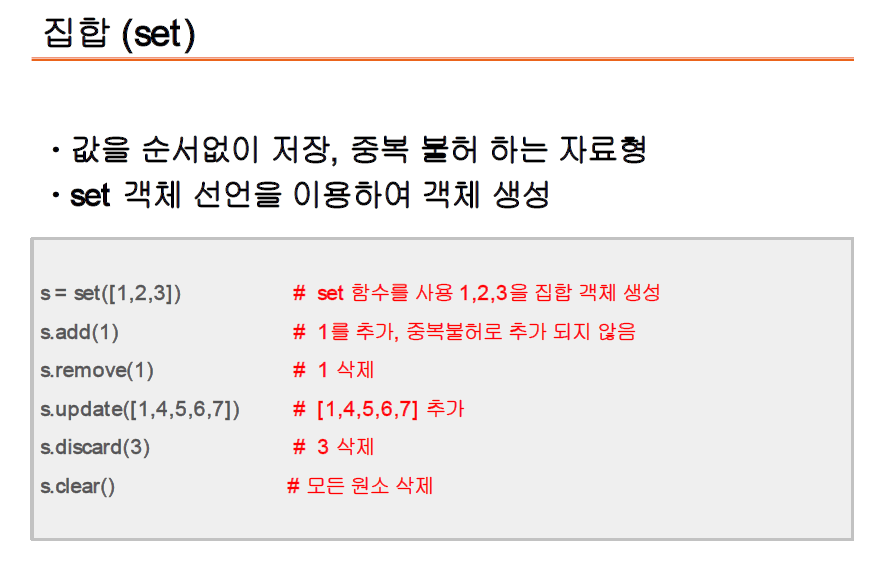 집합 (set)
· 값을 순서없이 저장, 중복 불허 하는 자료형
· set 객체 선언을 이용하여 객체 생성
s = set([1,2,3]) # set 함수를 사용 1,2,3을 집합 객체 생성
s.add(1) # 1를 추가, 중복불허로 추가 되지 않음
s.remove(1) # 1 삭제
s.update([1,4,5,6,7]) # [1,4,5,6,7] 추가
s.discard(3) # 3 삭제
s.clear() # 모든 원소 삭제